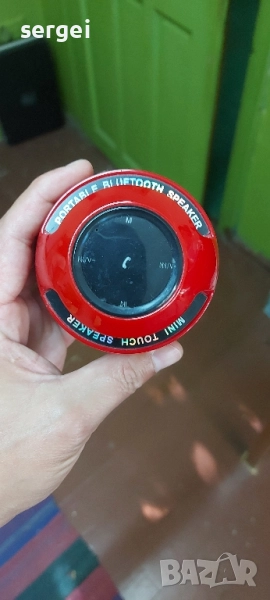 sergei
PORTABLE BLUETOOTH SPEAKER
M
MINI TOUCH SPEAKER
BAZAR